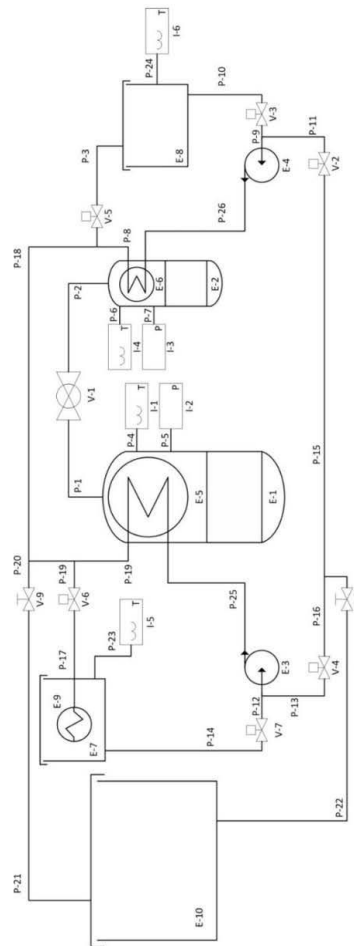 T
I-6
P-24
P-10
V-3
P-9
P-11
V-2
E-4
E-8
P-3
V-5
P-18
P-8
P-26
P-2
E-6
E-2
P-6
P-7
T
I-4
P
I-3
V-1
T
I-1
P
I-2
P-4
P-5
P-1
E-5
E-1
P-15
P-20
P-19
P-19
V-9
V-6
P-17
P-23
T
I-5
P-25
E-3
P-16
V-4
P-12
P-13
V-7
E-9
E-7
P-14
P-22
P-21
E-10